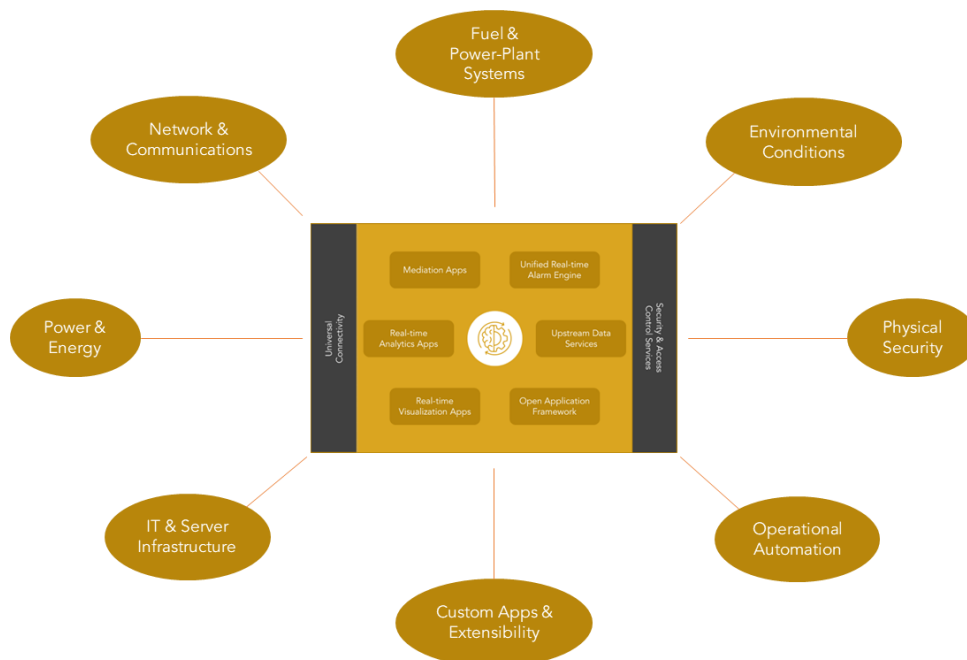 Fuel &
Power-Plant
Systems
Network &
Communications
Environmental
Conditions
Power &
Energy
Universal
Connectivity
Mediation Apps
Unified Real-time
Alarm Engine
Real-time
Analytics Apps
Upstream Data
Services
Real-time
Visualization Apps
Open Application
Framework
Security & Access
Control Services
Physical
Security
IT & Server
Infrastructure
Operational
Automation
Custom Apps &
Extensibility